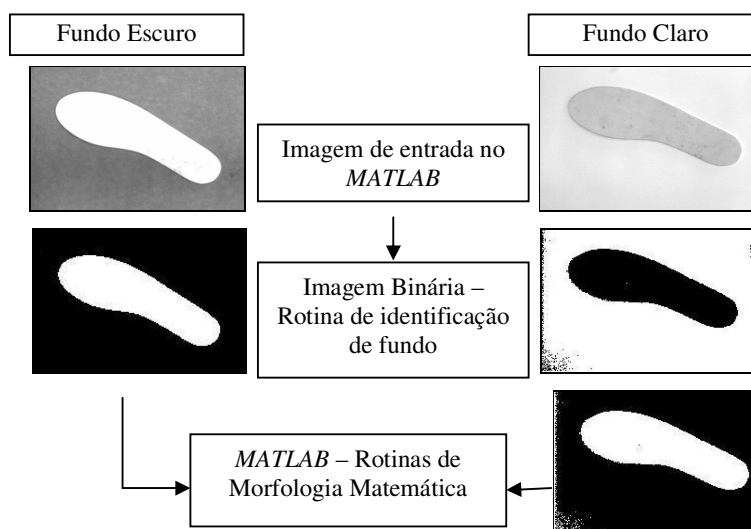 Fundo Escuro
Fundo Claro
Imagem de entrada no
MATLAB
Imagem Binária –
Rotina de identificação
de fundo
MATLAB – Rotinas de
Morfologia Matemática